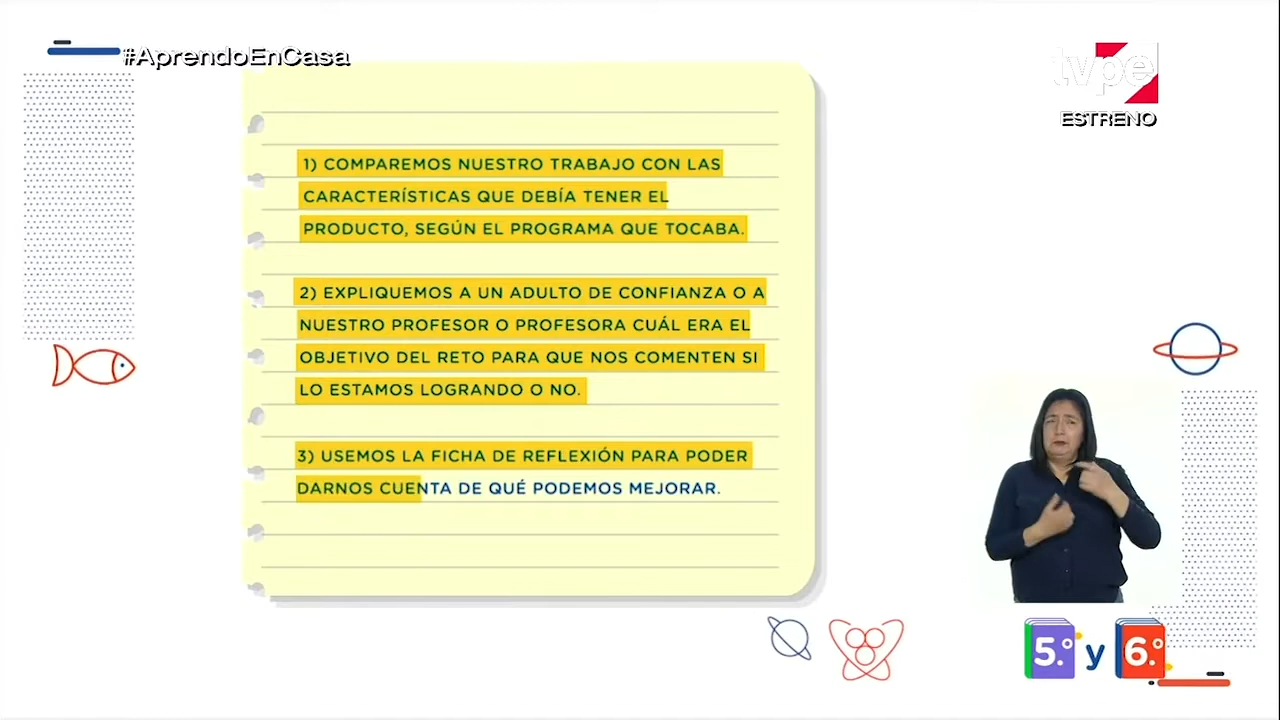 #AprendoEnCasa
tvpe
ESTRENO
1) COMPAREMOS NUESTRO TRABAJO CON LAS
CARACTERÍSTICAS QUE DEBÍA TENER EL
PRODUCTO, SEGÚN EL PROGRAMA QUE TOCABA.
2) EXPLIQUEMOS A UN ADULTO DE CONFIANZA O A
NUESTRO PROFESOR O PROFESORA CUÁL ERA EL
OBJETIVO DEL RETO PARA QUE NOS COMENTEN SI
LO ESTAMOS LOGRANDO O NO.
3) USEMOS LA FICHA DE REFLEXIÓN PARA PODER
DARNOS CUENTA DE QUÉ PODEMOS MEJORAR.
5.° y 6.°